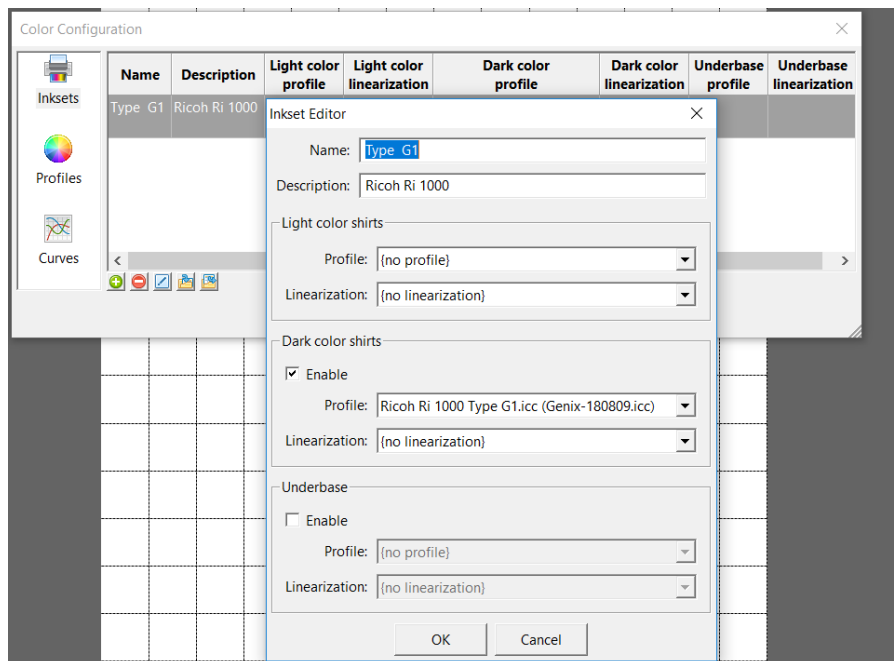 Color Configuration
Name Description Light color profile Light color linearization Dark color profile Dark color linearization Underbase profile Underbase linearization
Inksets
Type  G1 Ricoh Ri 1000
Profiles
Curves
Inkset Editor
Name: Type  G1
Description: Ricoh Ri 1000
Light color shirts
Profile: {no profile}
Linearization: {no linearization}
Dark color shirts
Enable
Profile: Ricoh Ri 1000 Type G1.icc (Genix-180809.icc)
Linearization: {no linearization}
Underbase
Enable
Profile: {no profile}
Linearization: {no linearization}
OK Cancel